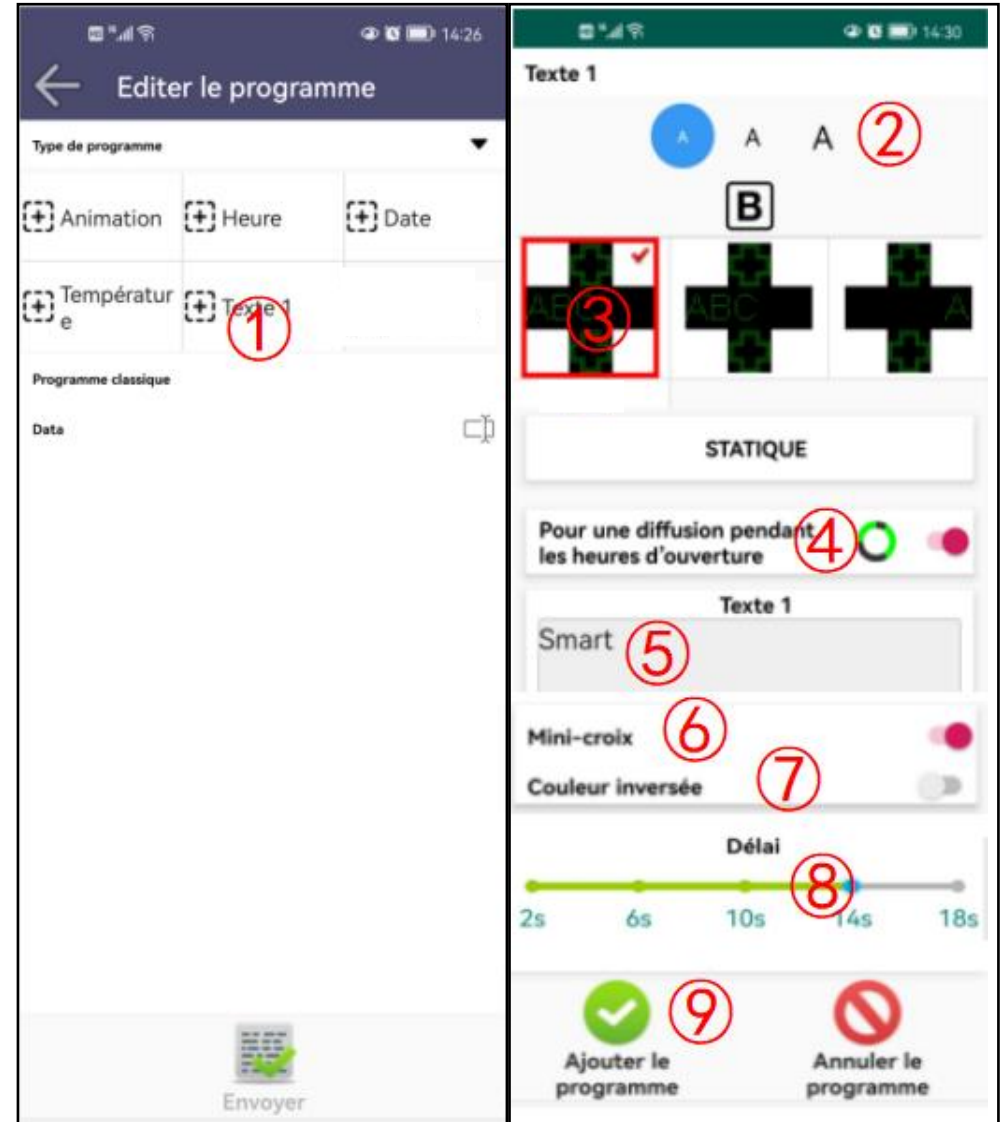 14:26
Editer le programme
Type de programme
Animation
Heure
Date
Températur
e
Texte 1
①
Programme classique
Data
Envoyer
14:30
Texte 1
A A A ②
B
ABC ③
ABC
A
STATIQUE
Pour une diffusion pendant
les heures d'ouverture
④
Texte 1
Smart ⑤
Mini-croix ⑥
Couleur inversée ⑦
Délai
⑧
2s 6s 10s 14s 18s
⑨
Ajouter le
programme
Annuler le
programme